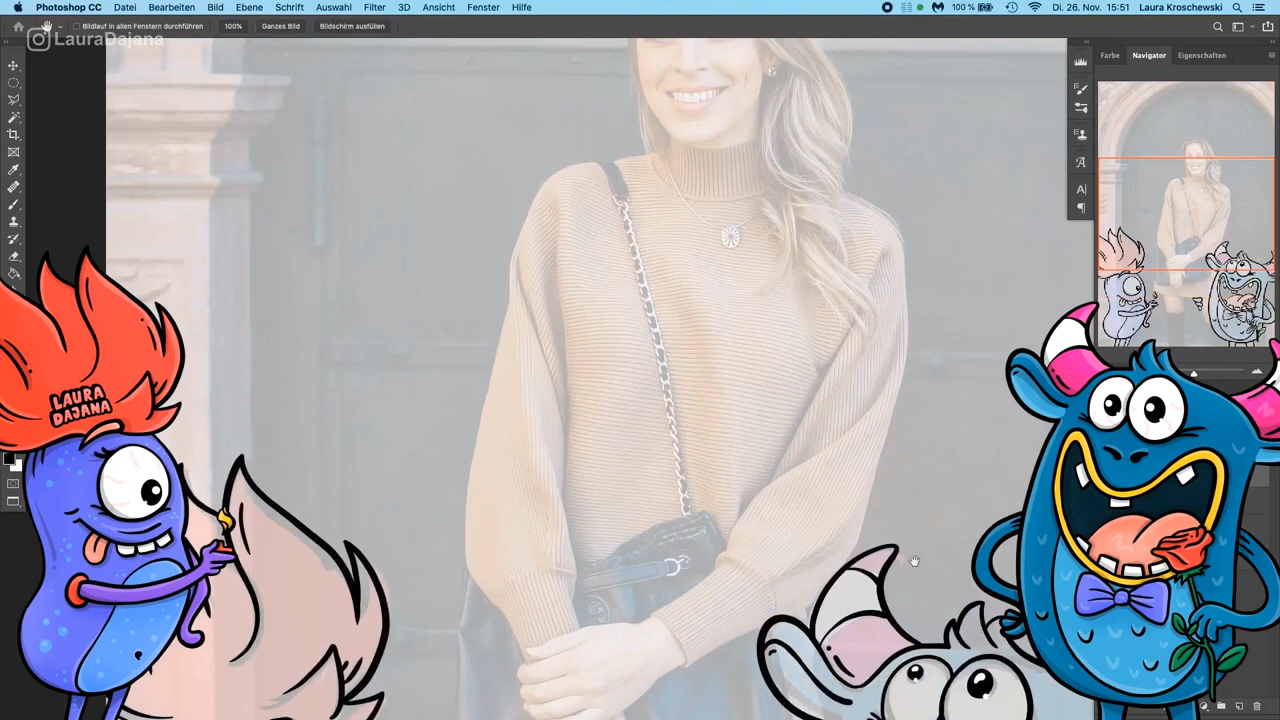 Photoshop CC Datei Bearbeiten Bild Ebene Schrift Auswahl Filter 3D Ansicht Fenster Hilfe 100 % Di. 26. Nov. 15:51 Laura Kroschewski
Bildlauf in allen Fenstern durchführen 100% Ganzes Bild Bildschirm ausfüllen
LauraDajana
Farbe Navigator Eigenschaften
LAURA
DAJANA